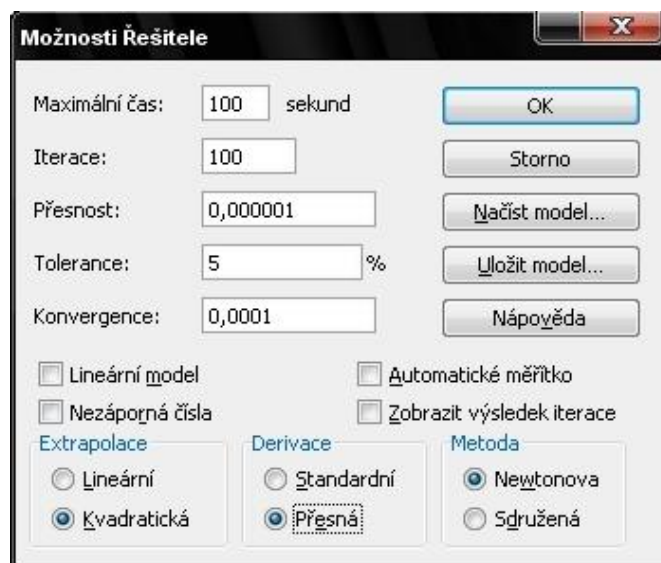 Možnosti Řešitele
X
Maximální čas: 100 sekund OK
Iterace: 100 Storno
Přesnost: 0,000001 Načíst model...
Tolerance: 5 % Uložit model...
Konvergence: 0,0001 Nápověda
Lineární model Automatické měřítko
Nezáporná čísla Zobrazit výsledek iterace
Extrapolace Derivace Metoda
Lineární Standardní Newtonova
Kvadratická Přesná Sdružená